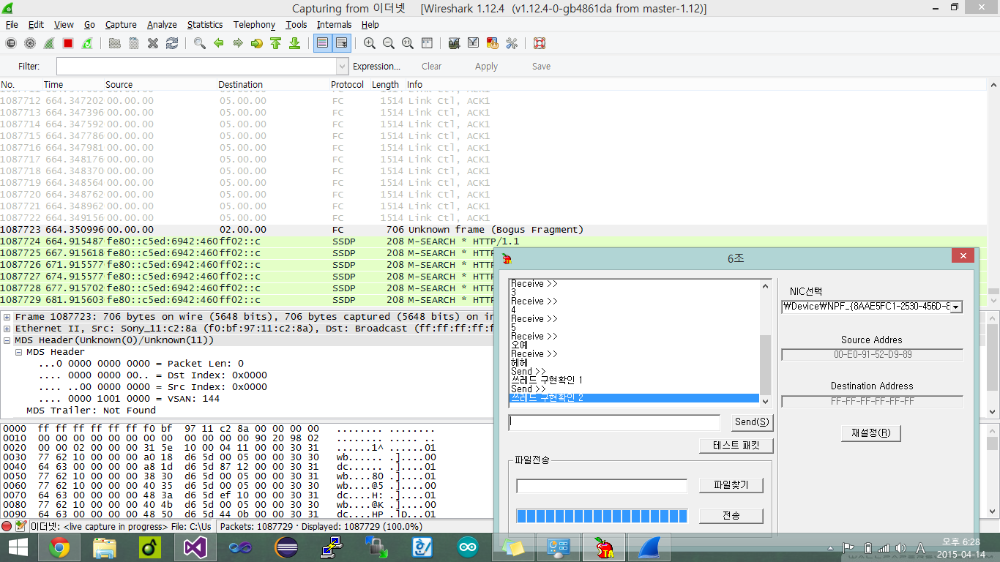 Capturing from 이더넷 [Wireshark 1.12.4 (v1.12.4-0-gb4861da from master-1.12)]
File Edit View Go Capture Analyze Statistics Telephony Tools Internals Help
Filter: Expression... Clear Apply Save
No. Time Source Destination Protocol Length Info
1087712 664.347202 00.00.00 05.00.00 FC 1514 Link Ctl, ACK1
1087713 664.347396 00.00.00 05.00.00 FC 1514 Link Ctl, ACK1
1087714 664.347592 00.00.00 05.00.00 FC 1514 Link Ctl, ACK1
1087715 664.347786 00.00.00 05.00.00 FC 1514 Link Ctl, ACK1
1087716 664.347981 00.00.00 05.00.00 FC 1514 Link Ctl, ACK1
1087717 664.348176 00.00.00 05.00.00 FC 1514 Link Ctl, ACK1
1087718 664.348370 00.00.00 05.00.00 FC 1514 Link Ctl, ACK1
1087719 664.348564 00.00.00 05.00.00 FC 1514 Link Ctl, ACK1
1087720 664.348762 00.00.00 05.00.00 FC 1514 Link Ctl, ACK1
1087721 664.348962 00.00.00 05.00.00 FC 1514 Link Ctl, ACK1
1087722 664.349156 00.00.00 05.00.00 FC 1514 Link Ctl, ACK1
1087723 664.350996 00.00.00 02.00.00 FC 706 Unknown frame (Bogus Fragment)
1087724 664.915487 fe80::c5ed:6942:460 ff02::c SSDP 208 M-SEARCH * HTTP/1.1
1087725 667.915618 fe80::c5ed:6942:460 ff02::c SSDP 208 M-SEARCH * HTT
1087726 671.915577 fe80::c5ed:6942:460 ff02::c SSDP 208 M-SEARCH * HTT
1087727 674.915577 fe80::c5ed:6942:460 ff02::c SSDP 208 M-SEARCH * HTT
1087728 677.915702 fe80::c5ed:6942:460 ff02::c SSDP 208 M-SEARCH * HTT
1087729 681.915603 fe80::c5ed:6942:460 ff02::c SSDP 208 M-SEARCH * HTT
Frame 1087723: 706 bytes on wire (5648 bits), 706 bytes captured (5648 bits) on in
Ethernet II, Src: Sony_11:c2:8a (f0:bf:97:11:c2:8a), Dst: Broadcast (ff:ff:ff:ff:f
MDS Header(Unknown(0)/Unknown(11))
MDS Header
...0 0000 0000 0000 = Packet Len: 0
.... 0000 0000 00.. = Dst Index: 0x0000
.... ..00 0000 0000 = Src Index: 0x0000
.... 0000 1001 0000 = VSAN: 144
MDS Trailer: Not Found
0000 ff ff ff ff ff ff f0 bf 97 11 c2 8a 00 00 00 00 ........ ........
0010 00 00 00 00 00 00 00 00 00 00 00 00 90 20 98 02 ........ ..... ..
0020 00 00 02 00 00 00 31 5e 10 00 04 11 00 00 30 31 ......1^ ......01
0030 77 62 10 00 00 00 a0 18 d6 5d 00 05 00 00 30 30 wb...... .]....00
0040 64 63 00 00 00 00 a8 1d d6 5d 87 12 00 00 30 31 dc...... .]....01
0050 77 62 10 00 00 00 38 30 d6 5d 00 05 00 00 30 31 wb....80 .]....01
0060 77 62 10 00 00 00 40 35 d6 5d 00 05 00 00 30 30 wb....@5 .]....00
0070 64 63 00 00 00 00 48 3a d6 5d ef 10 00 00 30 31 dc....H: .]....01
0080 77 62 10 00 00 00 40 4b d6 5d 00 05 00 00 30 30 wb....@K .]....00
0090 64 63 00 00 00 00 48 50 d6 5d 44 0b 00 00 30 31 dc....HP .]D...01
이더넷: <live capture in progress> File: C:\Us Packets: 1087729 · Displayed: 1087729 (100.0%)
6조
Receive >>
3
Receive >>
4
Receive >>
5
Receive >>
오예
Receive >>
헤헤
Send >>
쓰레드 구현확인 1
Send >>
쓰레드 구현확인 2
Send(S)
테스트 패킷
파일전송
파일찾기
전송
NIC선택
₩Device₩NPF_{8AAE5FC1-2530-456D-8
Source Addres
00-E0-91-52-D9-89
Destination Address
FF-FF-FF-FF-FF-FF
재설정(R)
A
오후 6:28
2015-04-14